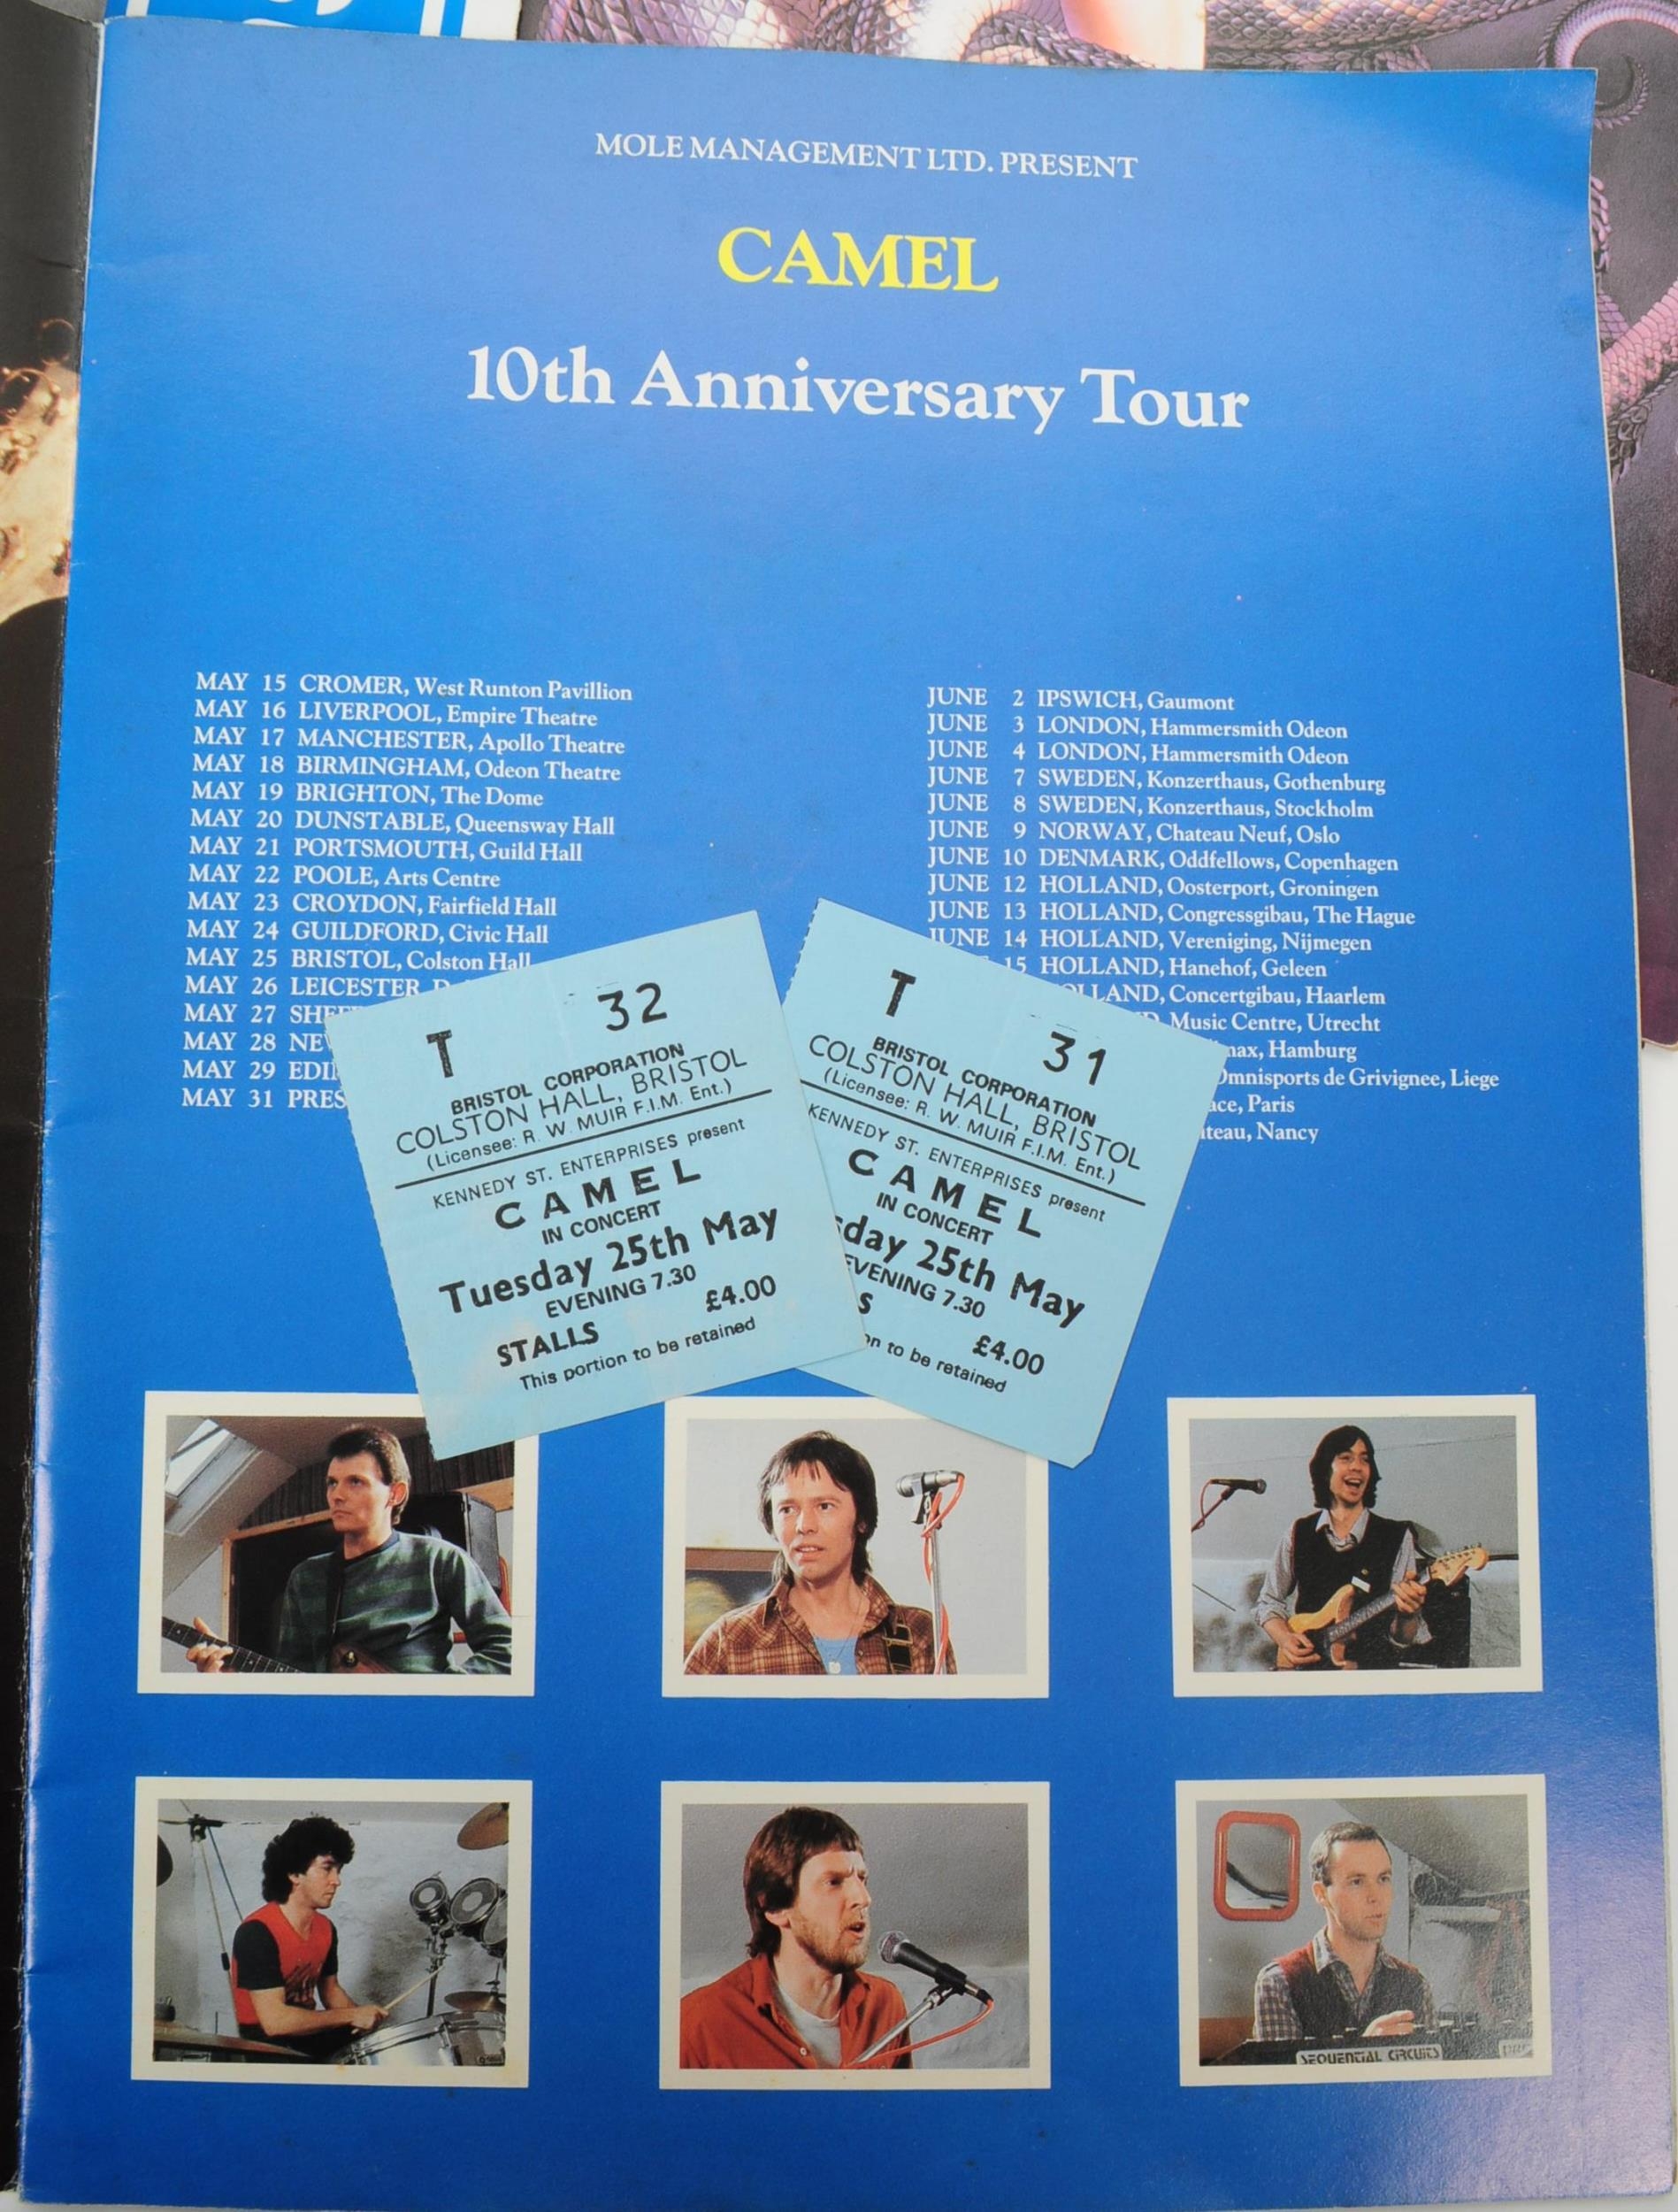 MOLE MANAGEMENT LTD. PRESENT
CAMEL
10th Anniversary Tour
MAY 15 CROMER, West Runton Pavillion
MAY 16 LIVERPOOL, Empire Theatre
MAY 17 MANCHESTER, Apollo Theatre
MAY 18 BIRMINGHAM, Odeon Theatre
MAY 19 BRIGHTON, The Dome
MAY 20 DUNSTABLE, Queensway Hall
MAY 21 PORTSMOUTH, Guild Hall
MAY 22 POOLE, Arts Centre
MAY 23 CROYDON, Fairfield Hall
MAY 24 GUILDFORD, Civic Hall
MAY 25 BRISTOL, Colston Hall
MAY 26 LEICESTER
MAY 27
MAY 28
MAY 29
MAY 31
JUNE 2 IPSWICH, Gaumont
JUNE 3 LONDON, Hammersmith Odeon
JUNE 4 LONDON, Hammersmith Odeon
JUNE 7 SWEDEN, Konzerthaus, Gothenburg
JUNE 8 SWEDEN, Konzerthaus, Stockholm
JUNE 9 NORWAY, Chateau Neuf, Oslo
JUNE 10 DENMARK, Oddfellows, Copenhagen
JUNE 12 HOLLAND, Oosterport, Groningen
JUNE 13 HOLLAND, Congressgibau, The Hague
JUNE 14 HOLLAND, Vereniging, Nijmegen
15 HOLLAND, Hanehof, Geleen
Concertgibau, Haarlem
Music Centre, Utrecht
Hamburg
Omnisports de Grivignee, Liege
Paris
Nancy
T 32
BRISTOL CORPORATION
COLSTON HALL, BRISTOL
(Licensee: R. W. MUIR F.I.M. Ent.)
KENNEDY ST. ENTERPRISES present
CAMEL
IN CONCERT
Tuesday 25th May
EVENING 7.30
STALLS £4.00
This portion to be retained
T 31
BRISTOL CORPORATION
COLSTON HALL, BRISTOL
(Licensee: R. W. MUIR F.I.M. Ent.)
KENNEDY ST. ENTERPRISES present
CAMEL
IN CONCERT
25th May
EVENING 7.30
£4.00
to be retained
SEQUENTIAL CIRCUITS